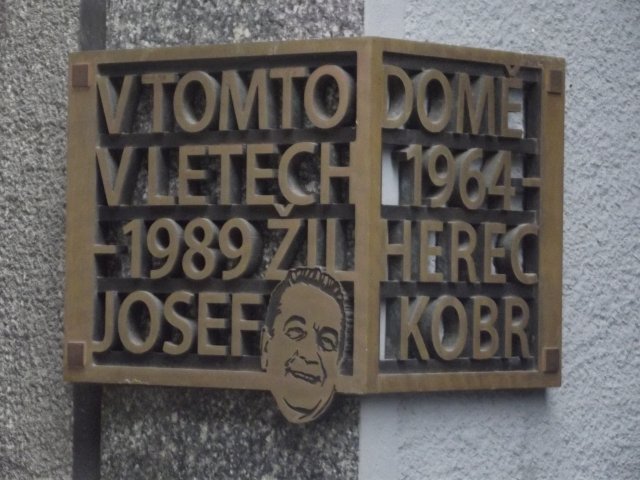 V TOMTO DOMĚ
V LETECH 1964-
-1989 ŽIL HEREC
JOSEF KOBR